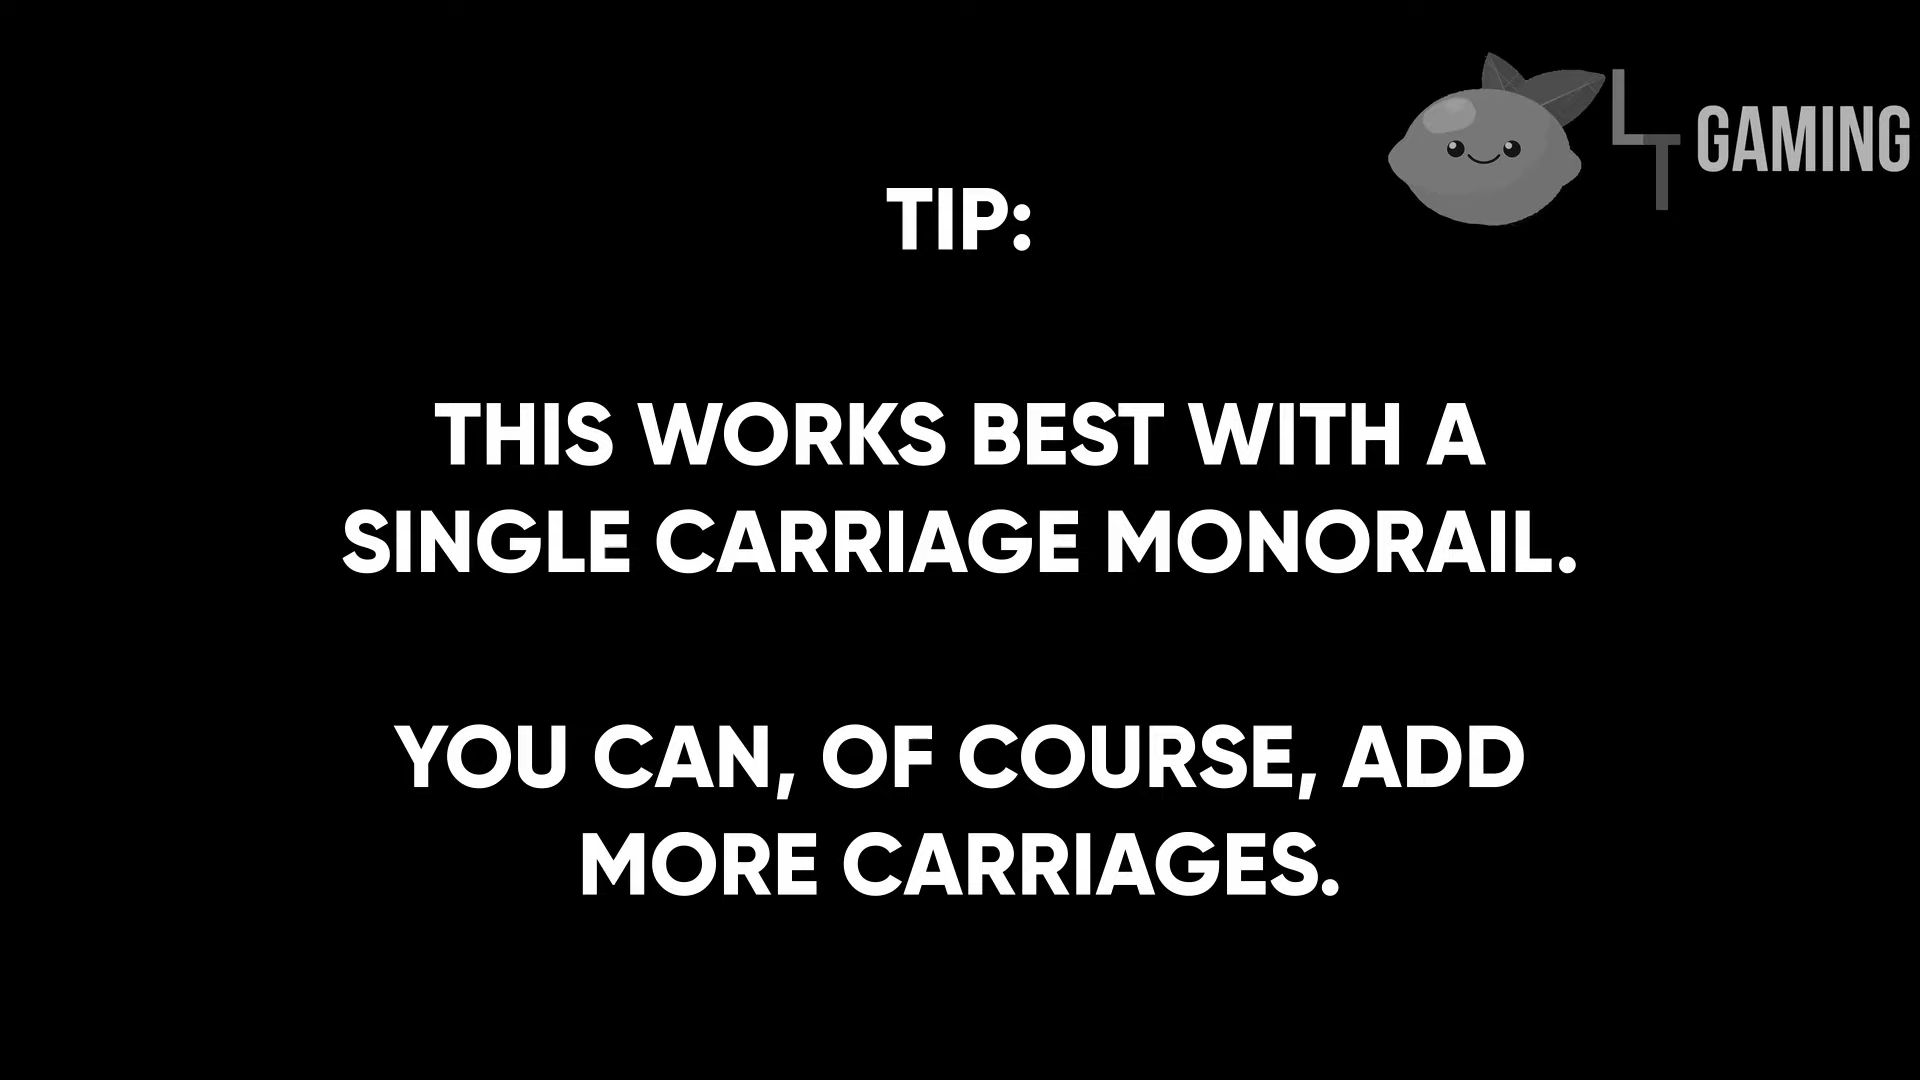 LT GAMING
TIP:
THIS WORKS BEST WITH A
SINGLE CARRIAGE MONORAIL.
YOU CAN, OF COURSE, ADD
MORE CARRIAGES.